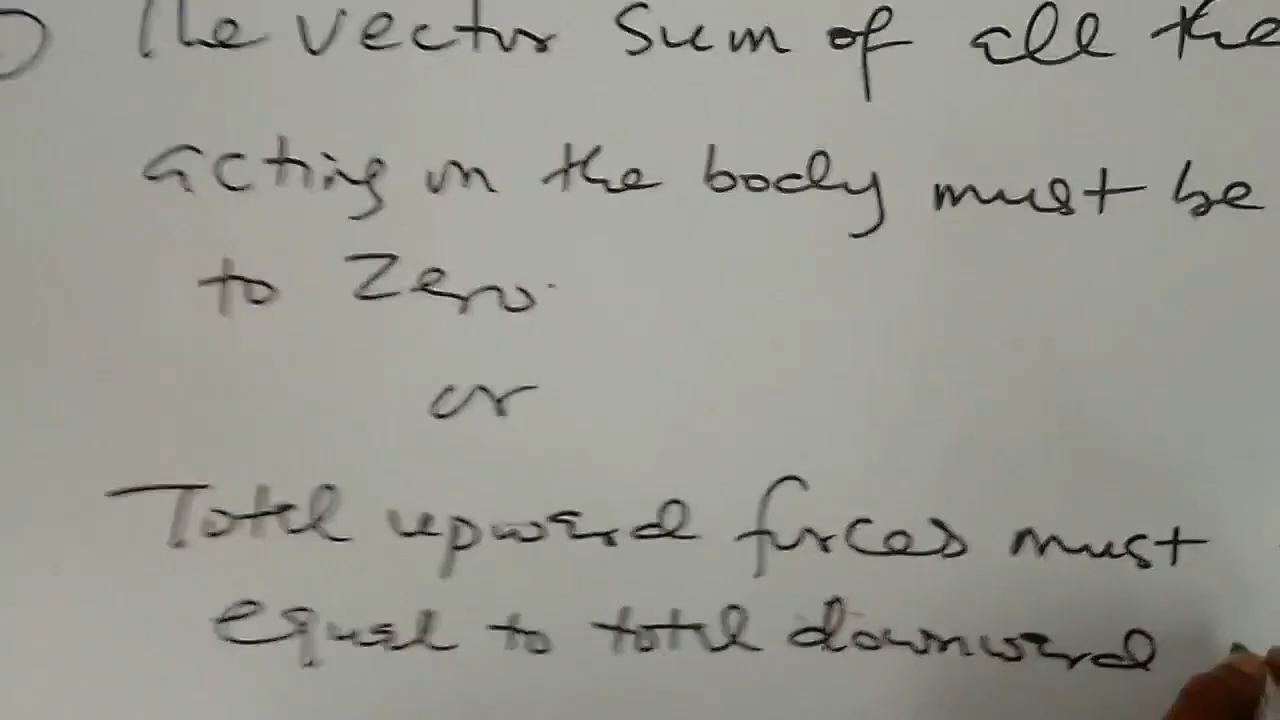 The vector sum of all the
acting on the body must be
to zero.
or
Total upward forces must
equal to total downward